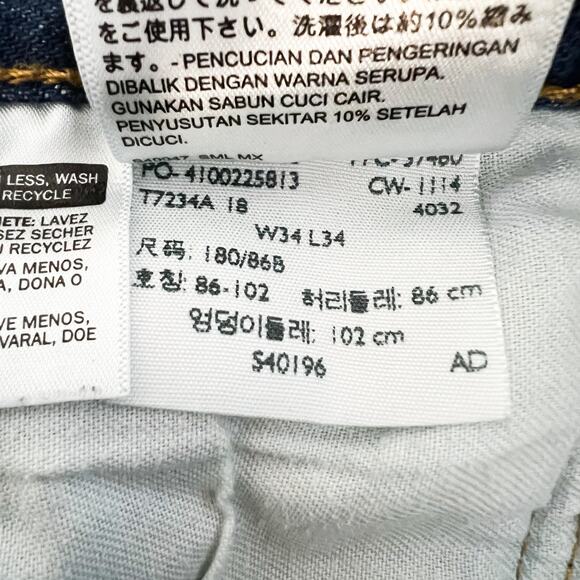 をご使用下さい。洗濯後は約10%縮み
ます。-PENCUCIAN DAN PENGERINGAN
DIBALIK DENGAN WARNA SERUPA.
GUNAKAN SABUN CUCI CAIR.
PENYUSUTAN SEKITAR 10% SETELAH
DICUCI.
LESS, WASH
RECYCLE
LAVEZ
SECHER
RECYCLEZ
MENOS,
DONA O
MENOS,
VARAL, DOE
PO-4100225813 CW-1114
T7234A 18 4032
W34 L34
尺码: 180/86B
호칭: 86-102 허리둘레: 86 cm
엉덩이둘레: 102 cm
S40196 AD